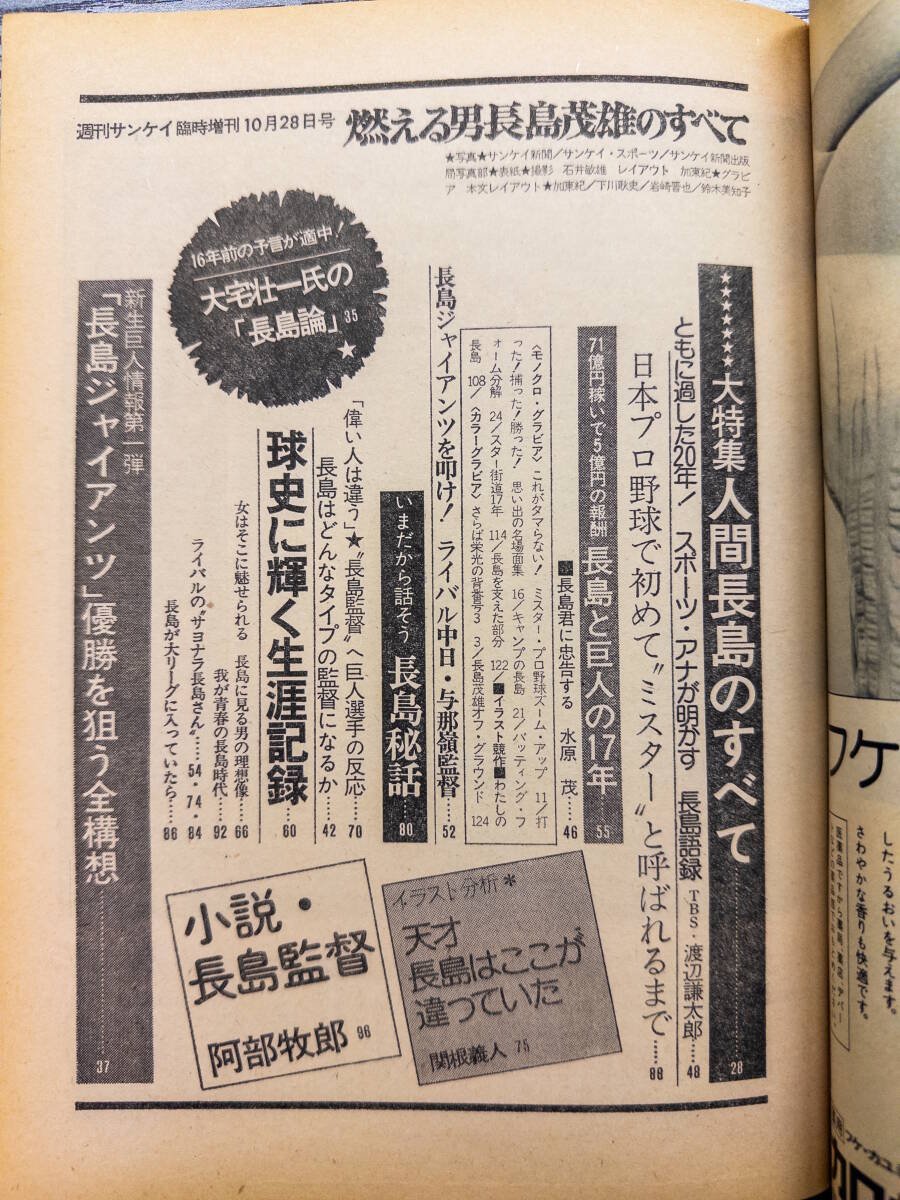 週刊サンケイ臨時増刊10月28日号 燃える男長島茂雄のすべて
★写真★サンケイ新聞/サンケイ・スポーツ/サンケイ新聞出版
局写真部★表紙★撮影 石井敏雄 レイアウト 加東紀★グラビ
ア 本文レイアウト★加東紀/下川耿史/岩崎晋也/鈴木美知子
★★★★★★★大特集人間長島のすべて……28
ともに過した20年! スポーツ・アナが明かす 長島語録 TBS・渡辺謙太郎……48
日本プロ野球で初めて〝ミスター〟と呼ばれるまで……88
71億円稼いで5億円の報酬 長島と巨人の17年……55
■長島君に忠告する 水原 茂……46
〈モノクロ・グラビア〉これがタマらない! ミスター・プロ野球ズーム・アップ 11/打
った!捕った!勝った! 思い出の名場面集 16/キャンプの長島 21/バッティング・フ
ォーム分解 24/スター街道17年 114/長島を支えた部分 122/■イラスト競作■わたしの
長島 108/〈カラーグラビア〉さらば栄光の背番号3 3/長島茂雄オフ・グラウンド 124
長島ジャイアンツを叩け! ライバル中日・与那嶺監督……52
いまだから話そう 長島秘話……80
「偉い人は違う」★〝長島監督〟へ巨人選手の反応……70
長島はどんなタイプの監督になるか……42
球史に輝く生涯記録……60
女はそこに魅せられる 長島に見る男の理想像……66
我が青春の長島時代……92
ライバルの〝サヨナラ長島さん〟……54・74・84
長島が大リーグに入っていたら……86
16年前の予言が適中!
大宅壮一氏の
「長島論」35
★
新生巨人情報第一弾
「長島ジャイアンツ」優勝を狙う全構想……37
イラスト分析*
天才
長島はここが
違っていた
関根義人 75
小説・
長島監督
阿部牧郎 96
フケ
したうるおいを与えます。
さわやかな香りも快適です。